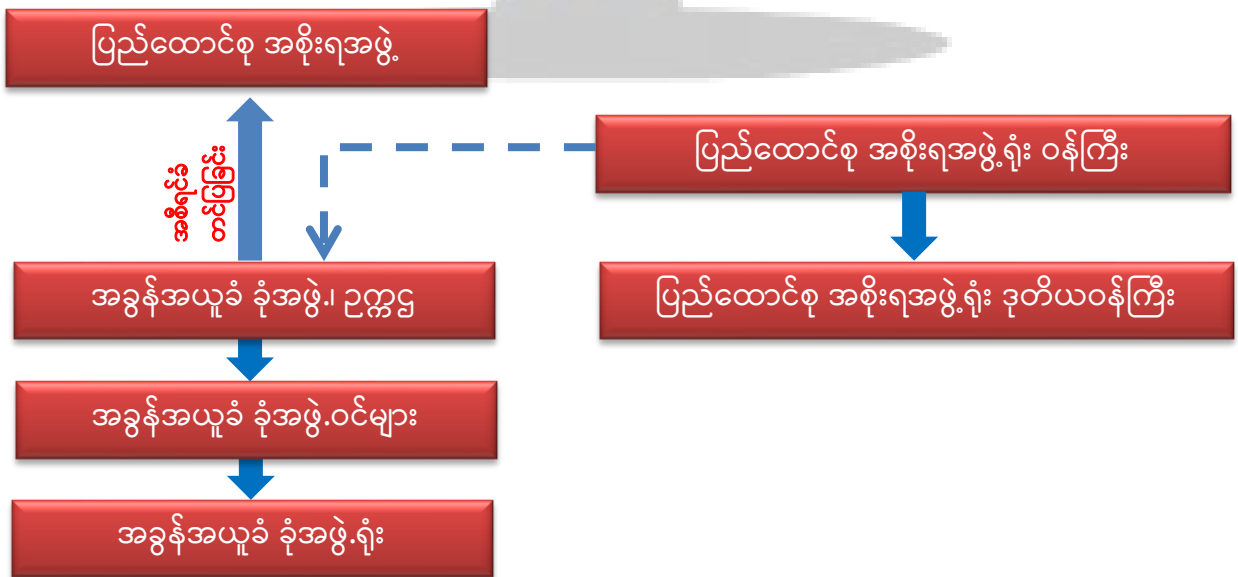 ပြည်ထောင်စု အစိုးရအဖွဲ့
ပြည်ထောင်စု အစိုးရအဖွဲ့ရုံး ဝန်ကြီး
အစီရင်ခံ
တင်ပြခြင်း
အခွန်အယူခံ ခုံအဖွဲ.၊ ဥက္ကဌ
ပြည်ထောင်စု အစိုးရအဖွဲ့ရုံး ဒုတိယဝန်ကြီး
အခွန်အယူခံ ခုံအဖွဲ.ဝင်များ
အခွန်အယူခံ ခုံအဖွဲ.ရုံး